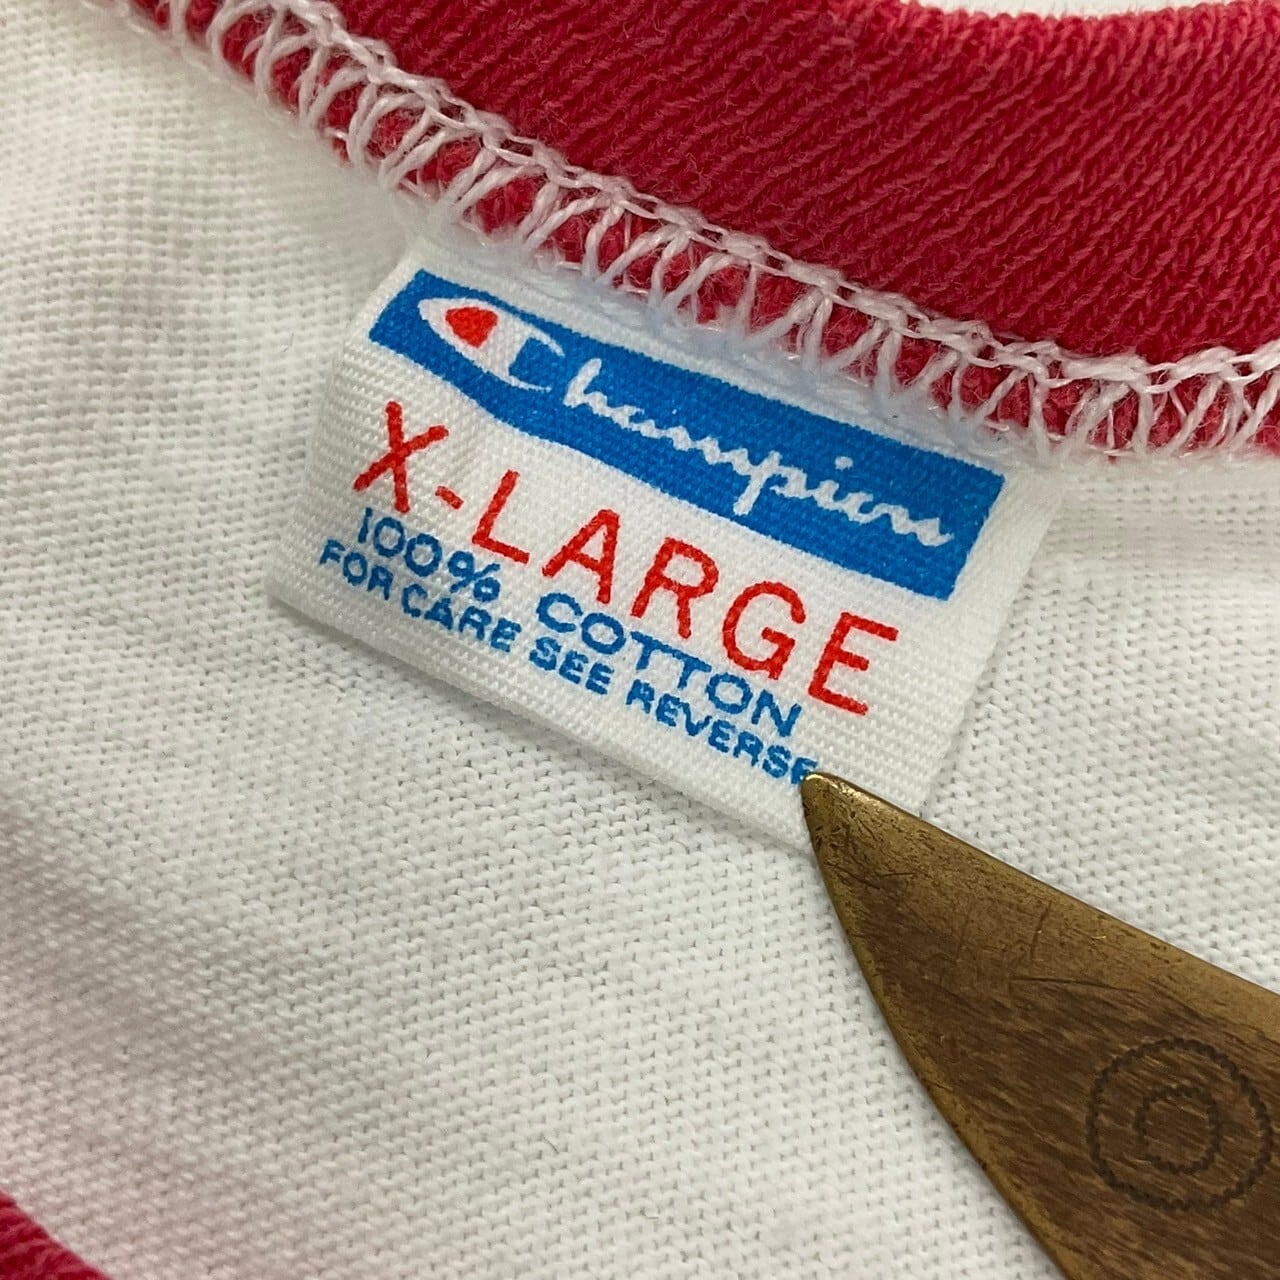 Champion
X-LARGE
100% COTTON
FOR CARE SEE REVERSE